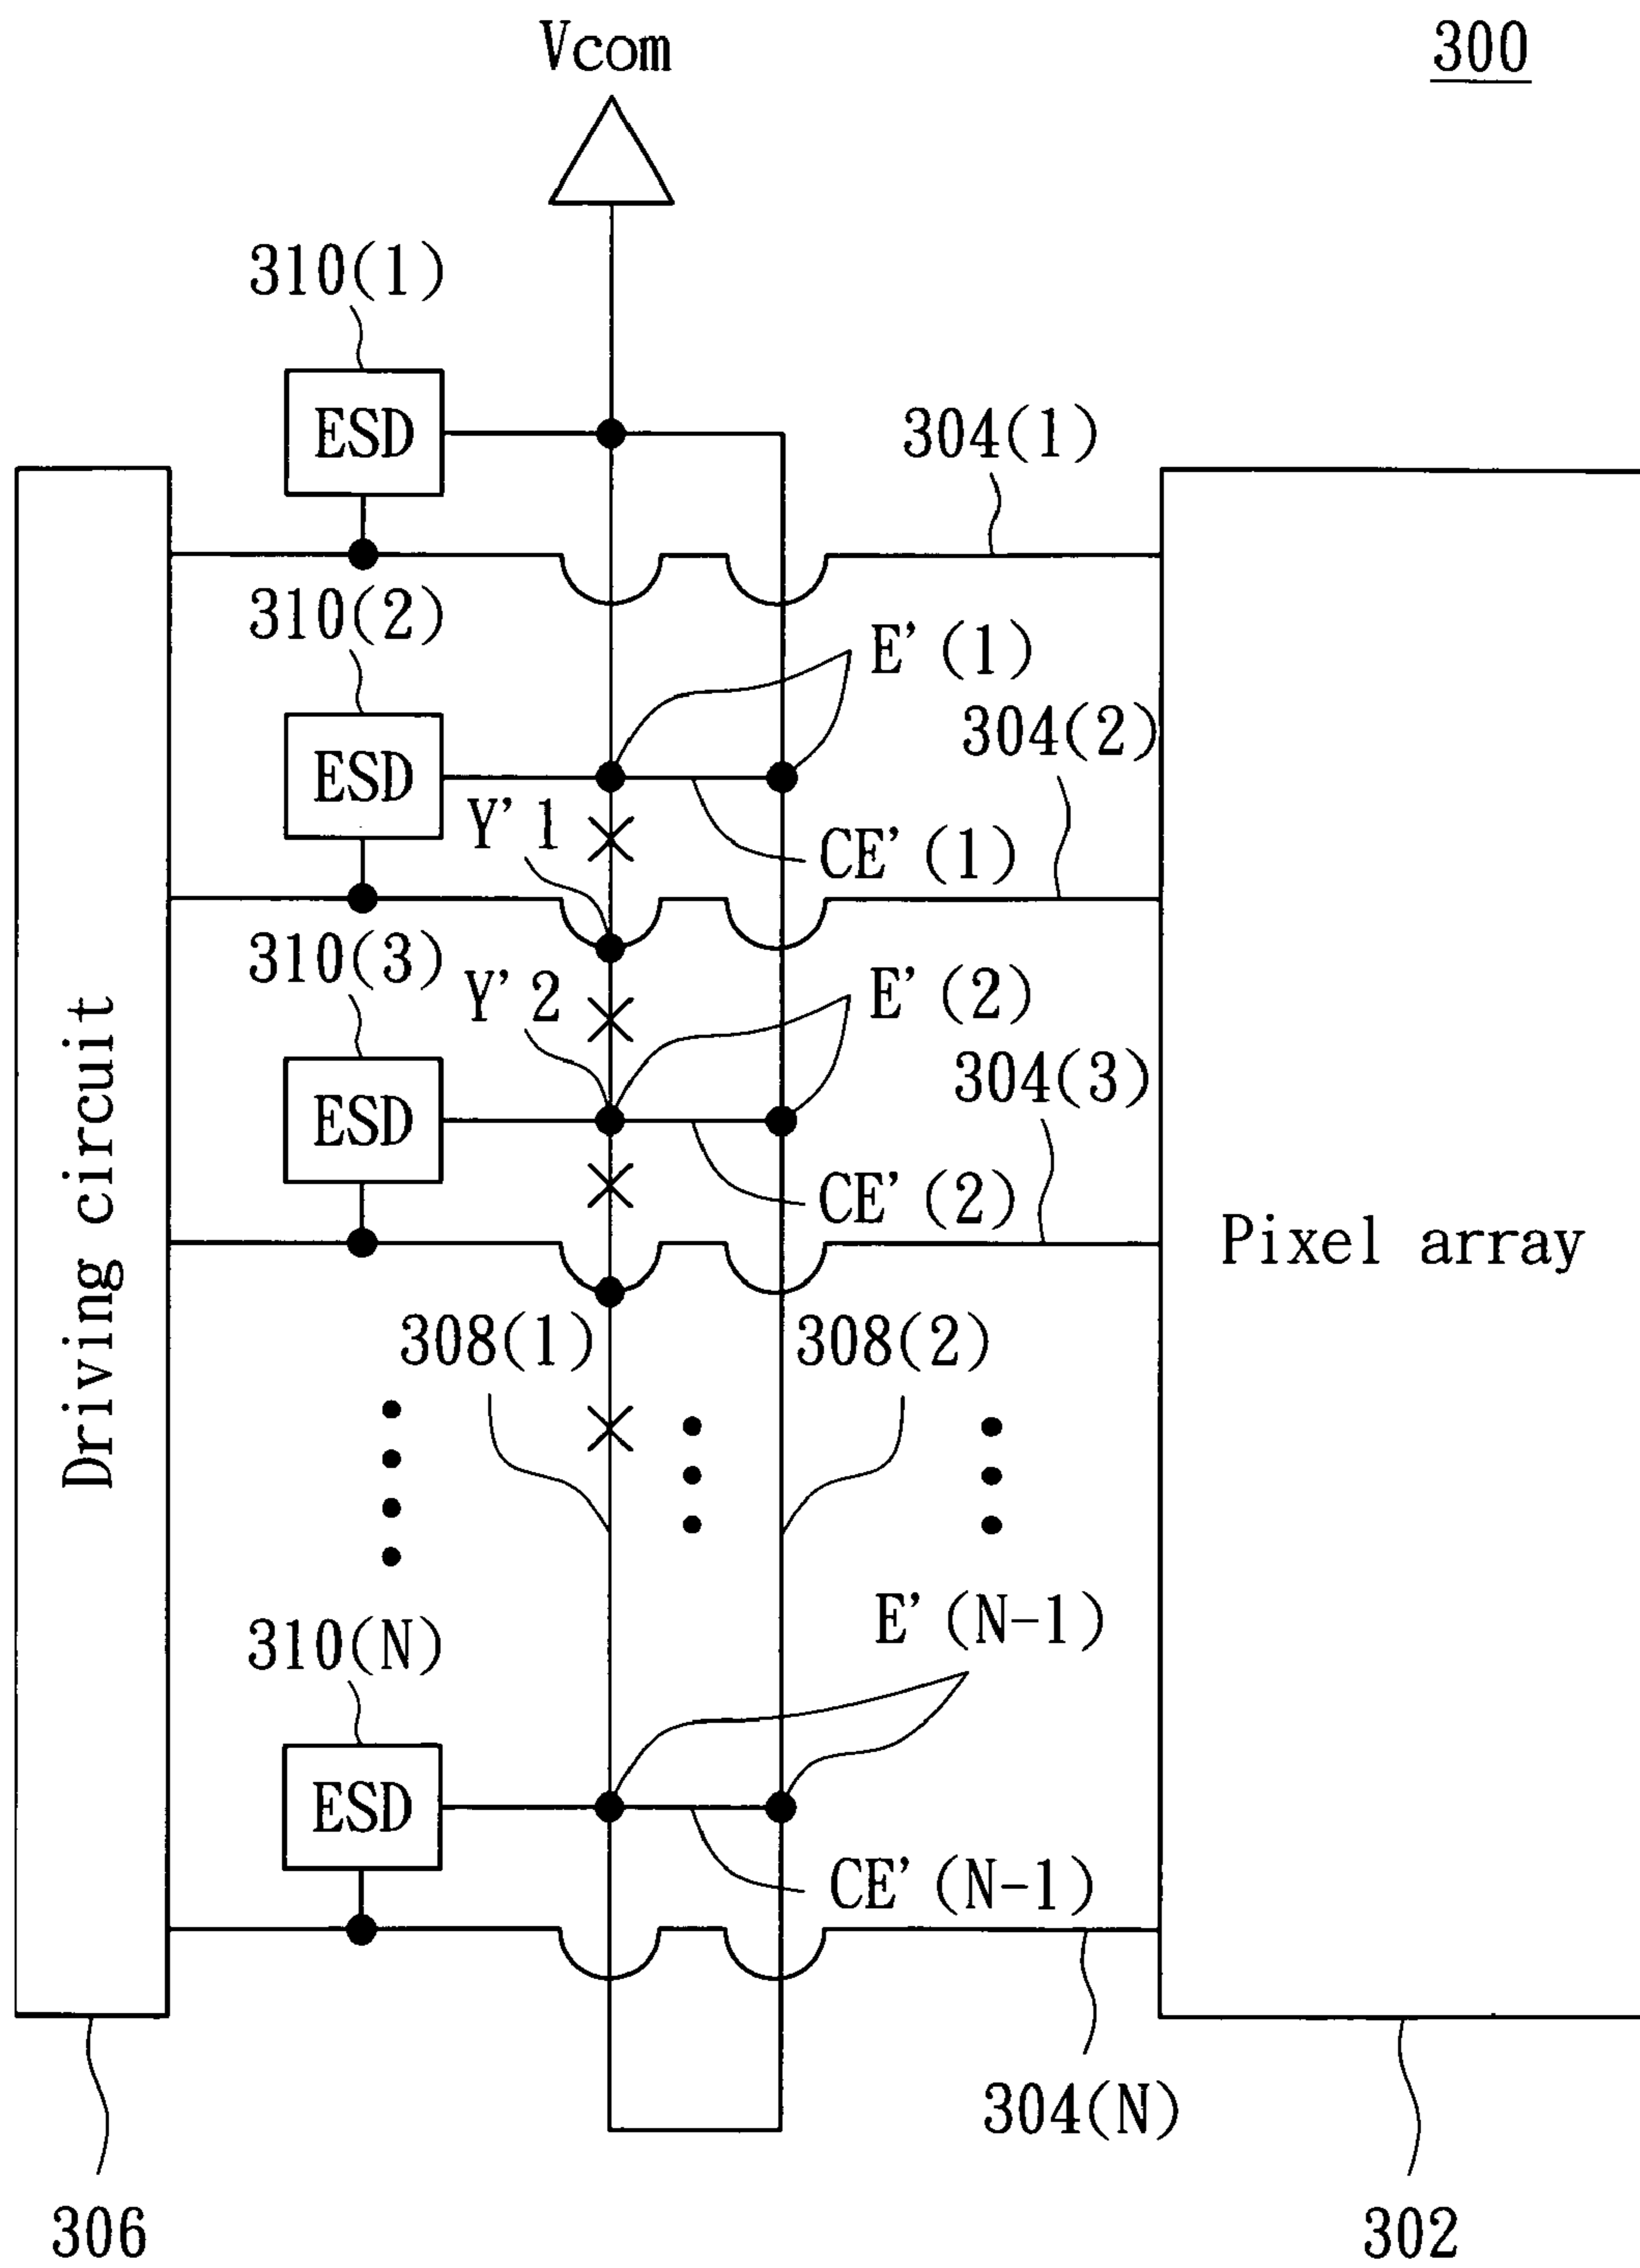 Vcom
300
310(1)
ESD
304(1)
310(2)
E'(1)
304(2)
ESD
Y'1
CE'(1)
310(3)
Y'2
E'(2)
304(3)
ESD
CE'(2)
Driving circuit
Pixel array
308(1)
308(2)
E'(N-1)
310(N)
ESD
CE'(N-1)
304(N)
306
302